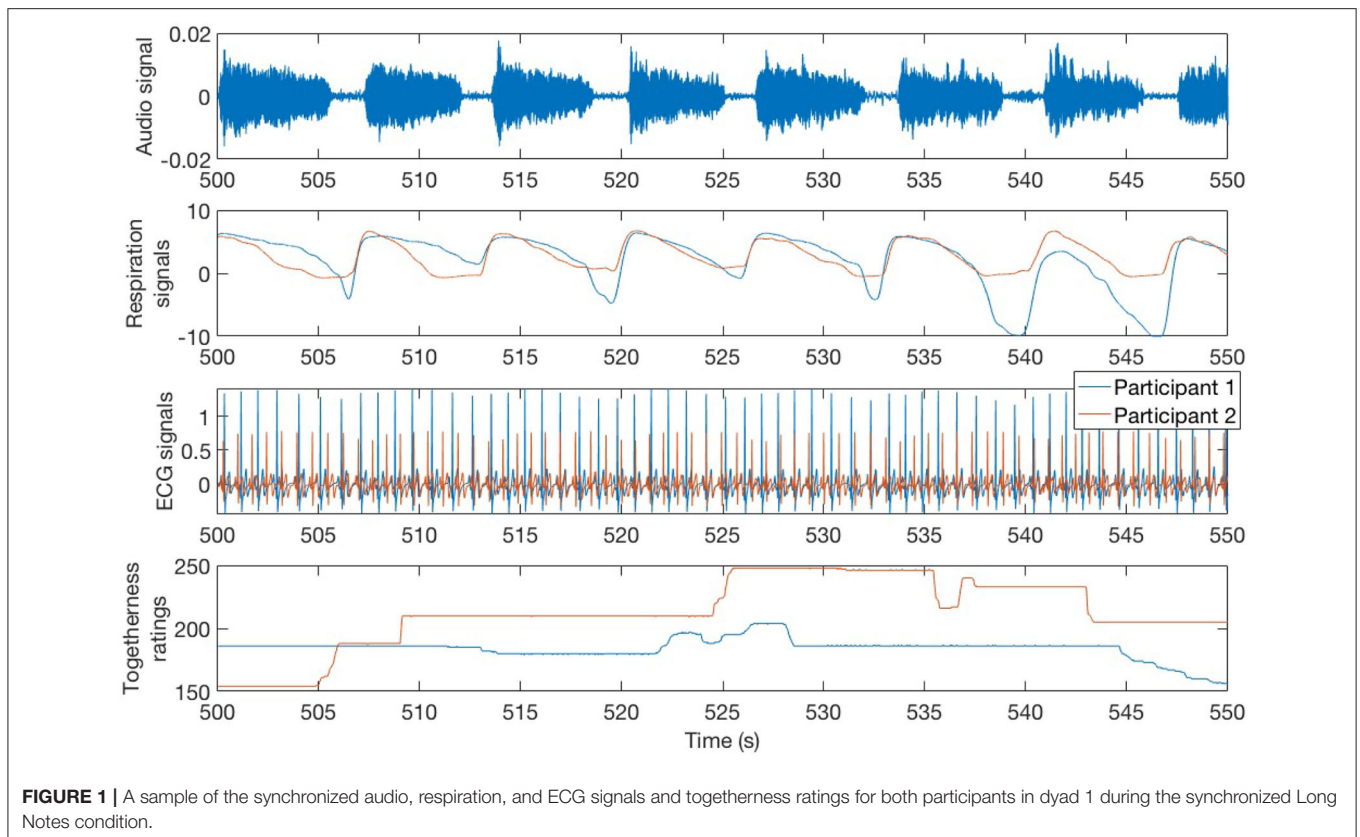 0.02
0
-0.02
Audio signal
500 505 510 515 520 525 530 535 540 545 550
10
0
-10
Respiration
signals
500 505 510 515 520 525 530 535 540 545 550
1
0.5
0
ECG signals
Participant 1
Participant 2
500 505 510 515 520 525 530 535 540 545 550
250
200
150
Togetherness
ratings
500 505 510 515 520 525 530 535 540 545 550
Time (s)
FIGURE 1 | A sample of the synchronized audio, respiration, and ECG signals and togetherness ratings for both participants in dyad 1 during the synchronized Long
Notes condition.